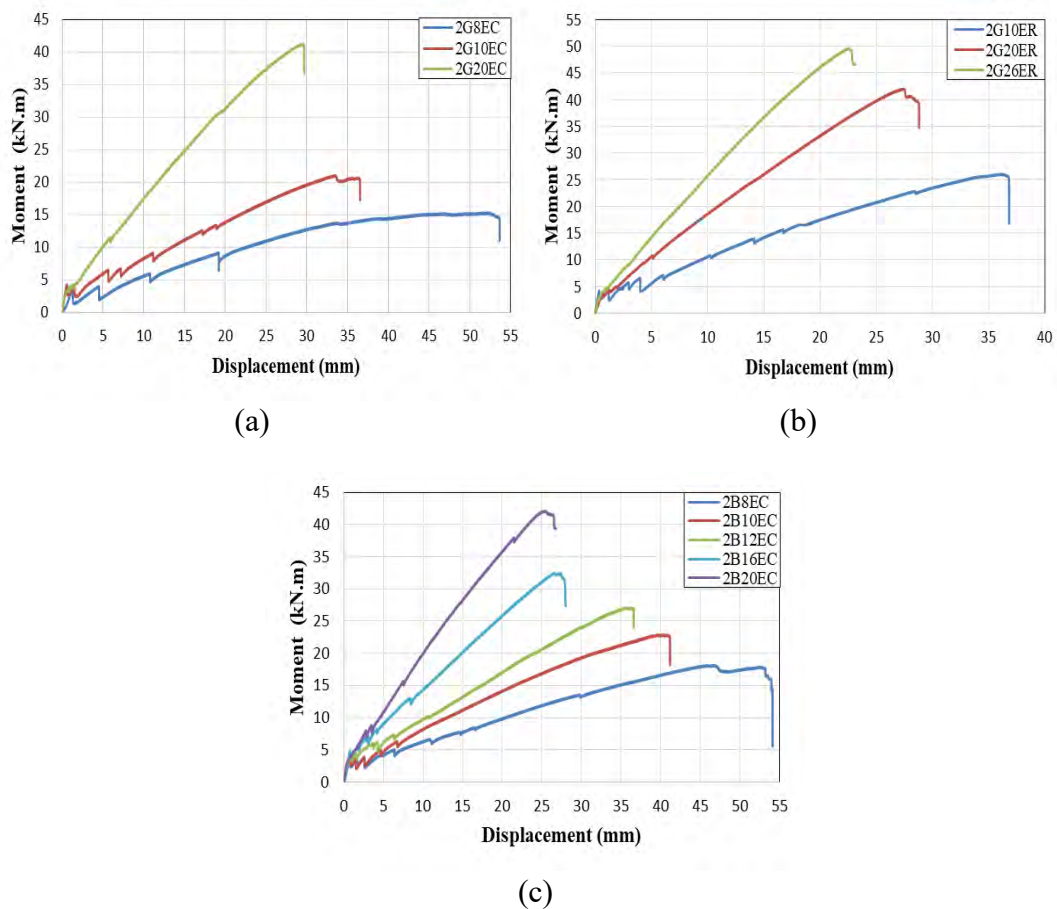 45
40
35
30
25
20
15
10
5
0
Moment (kN.m)
2G8EC
2G10EC
2G20EC
0 5 10 15 20 25 30 35 40 45 50 55
Displacement (mm)
(a)
55
50
45
40
35
30
25
20
15
10
5
0
Moment (kN.m)
2G10ER
2G20ER
2G26ER
0 5 10 15 20 25 30 35 40
Displacement (mm)
(b)
45
40
35
30
25
20
15
10
5
0
Moment (kN.m)
2B8EC
2B10EC
2B12EC
2B16EC
2B20EC
0 5 10 15 20 25 30 35 40 45 50 55
Displacement (mm)
(c)